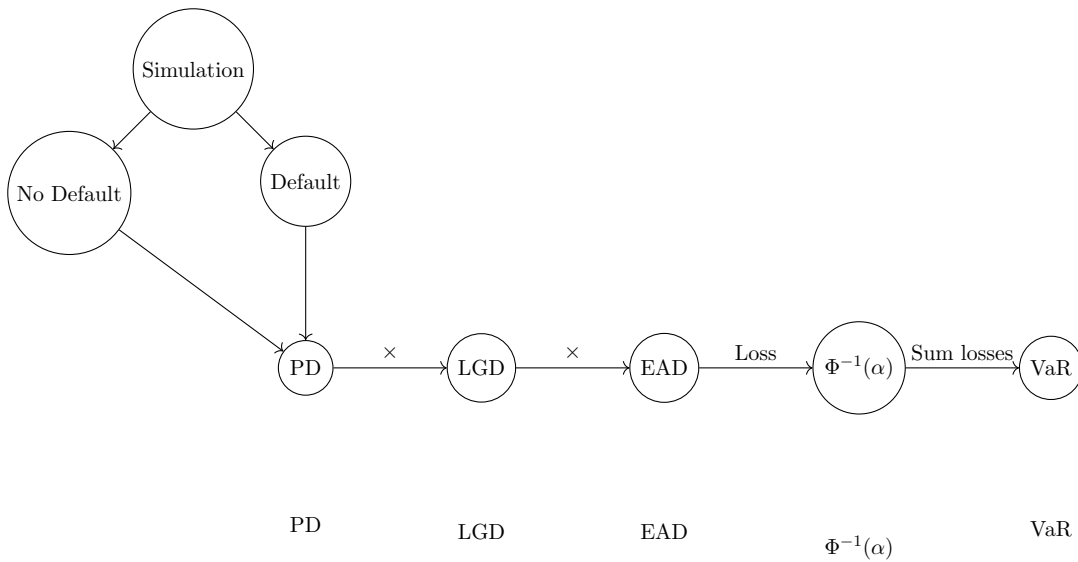 Simulation
No Default
Default
PD
×
LGD
×
EAD
Loss
Φ⁻¹(α)
Sum losses
VaR
PD
LGD
EAD
Φ⁻¹(α)
VaR